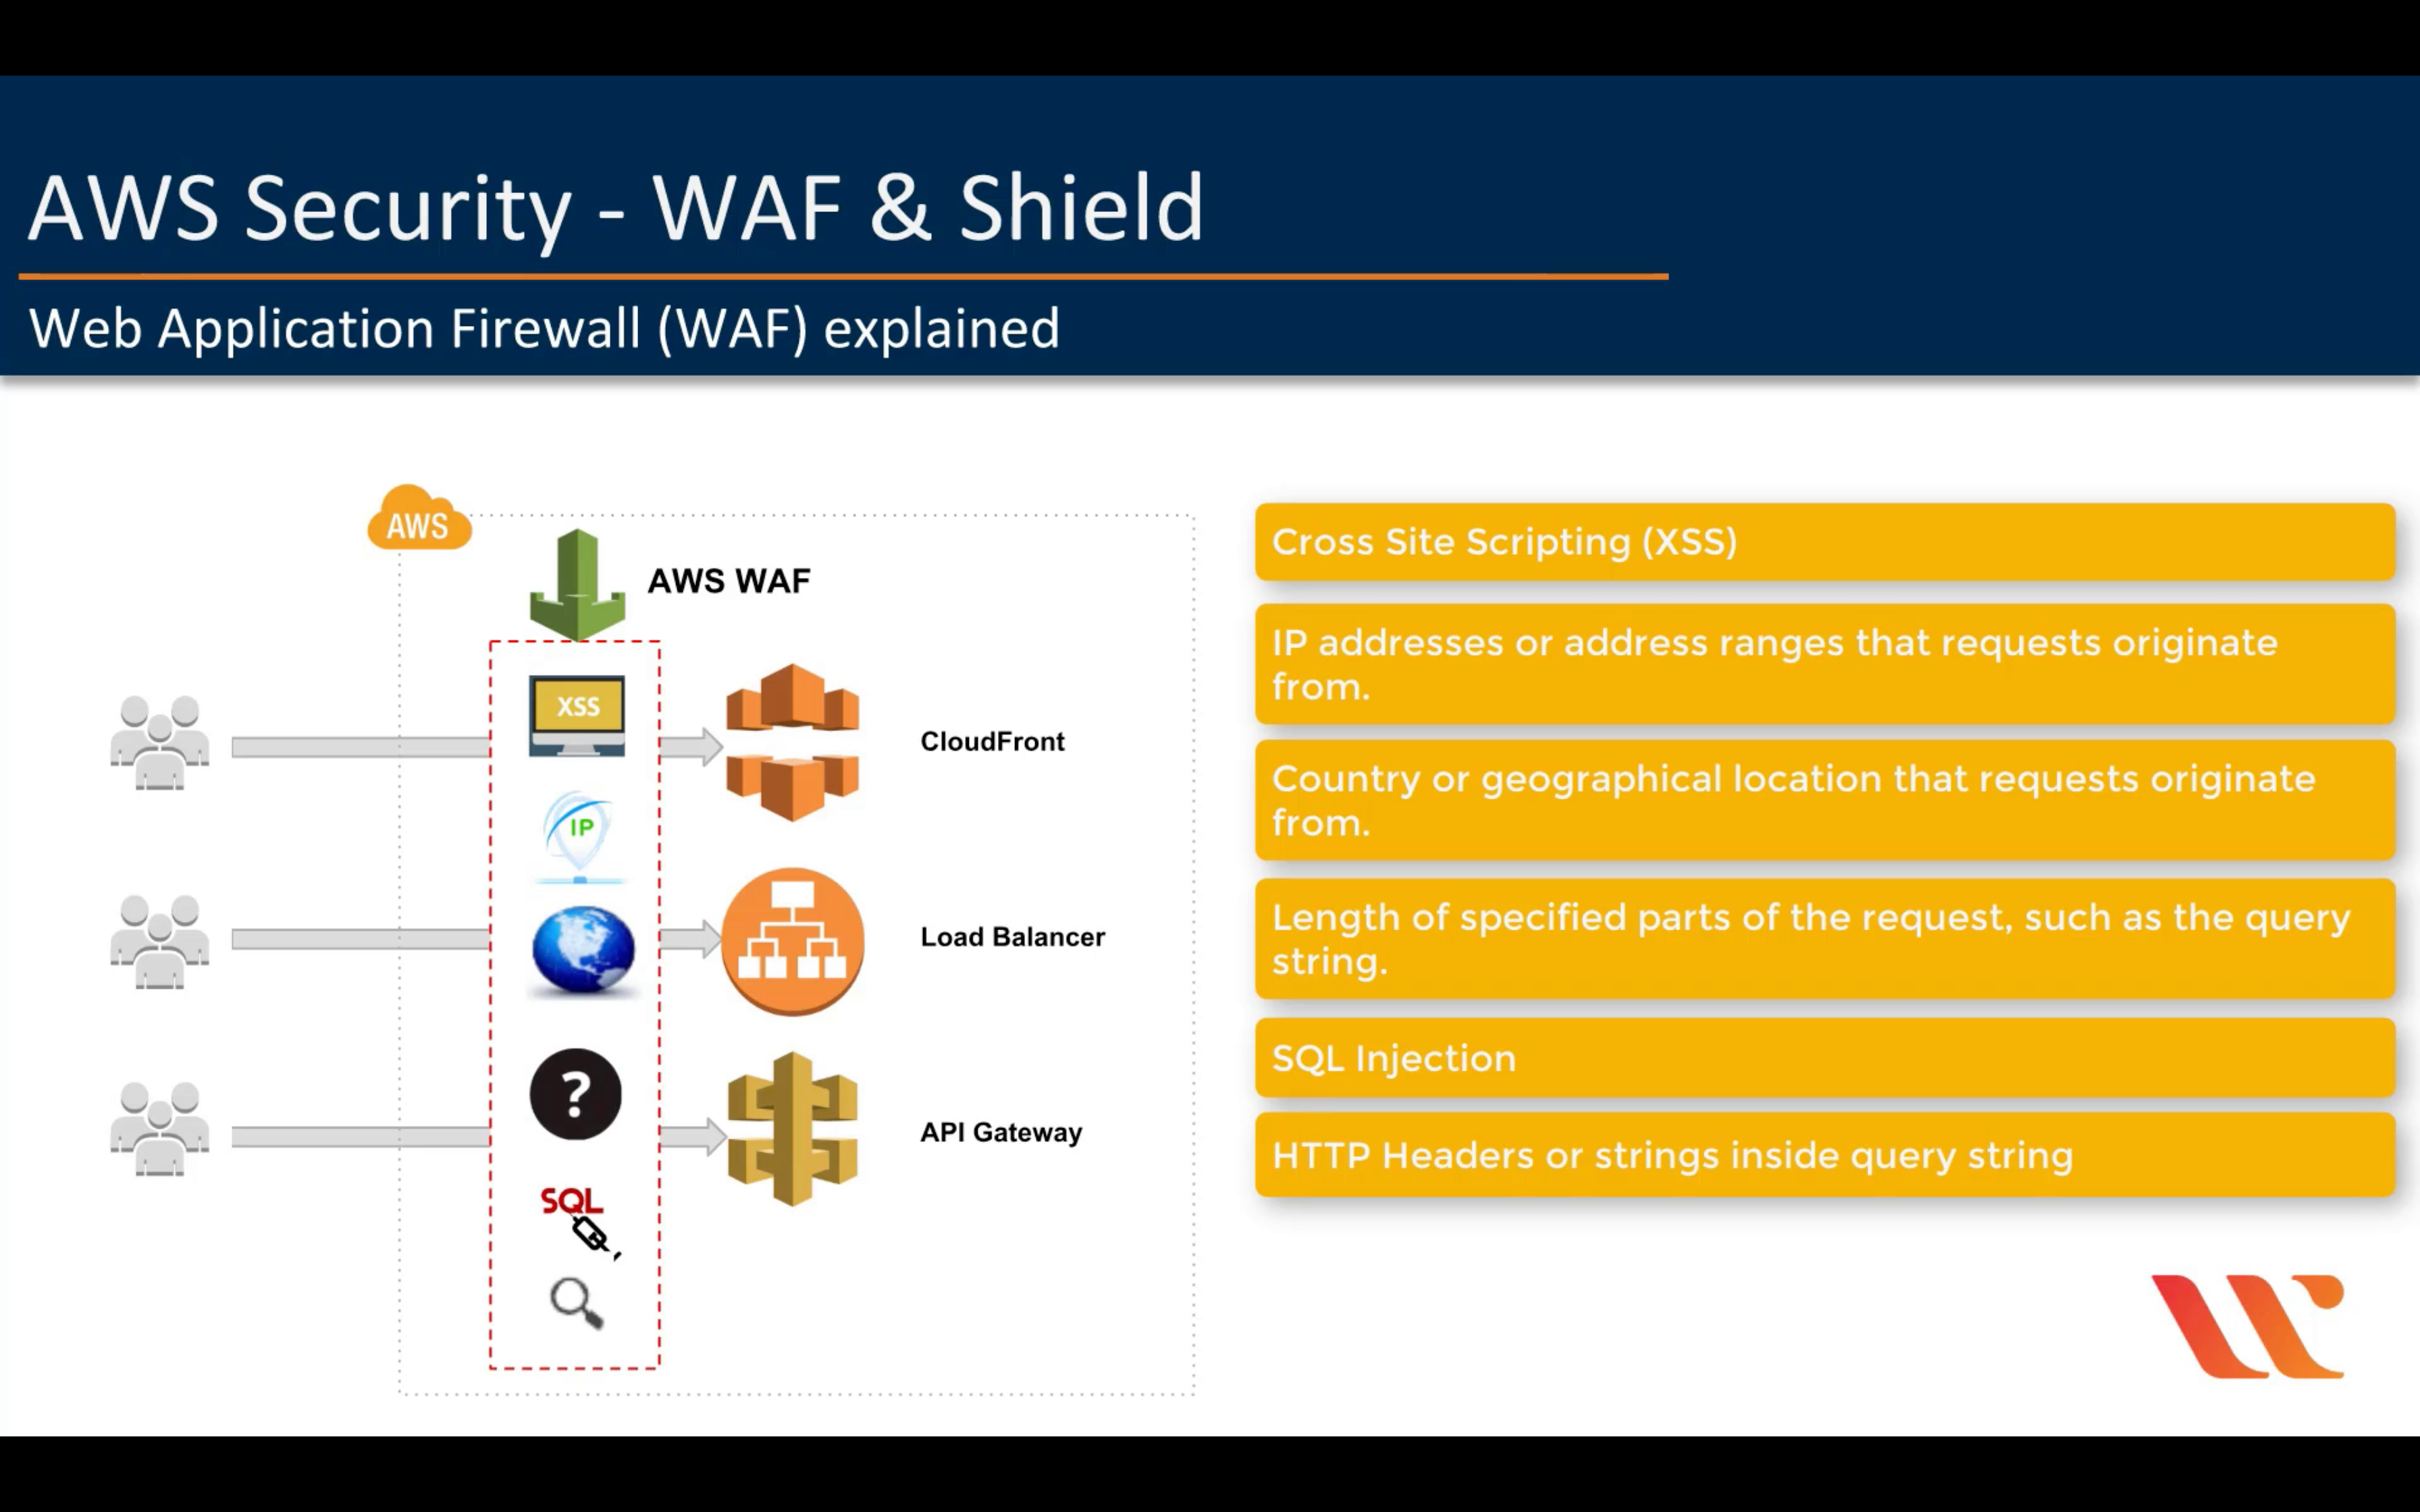 AWS Security - WAF & Shield
Web Application Firewall (WAF) explained
AWS
AWS WAF
XSS
IP
?
SQL
CloudFront
Load Balancer
API Gateway
Cross Site Scripting (XSS)
IP addresses or address ranges that requests originate
from.
Country or geographical location that requests originate
from.
Length of specified parts of the request, such as the query
string.
SQL Injection
HTTP Headers or strings inside query string